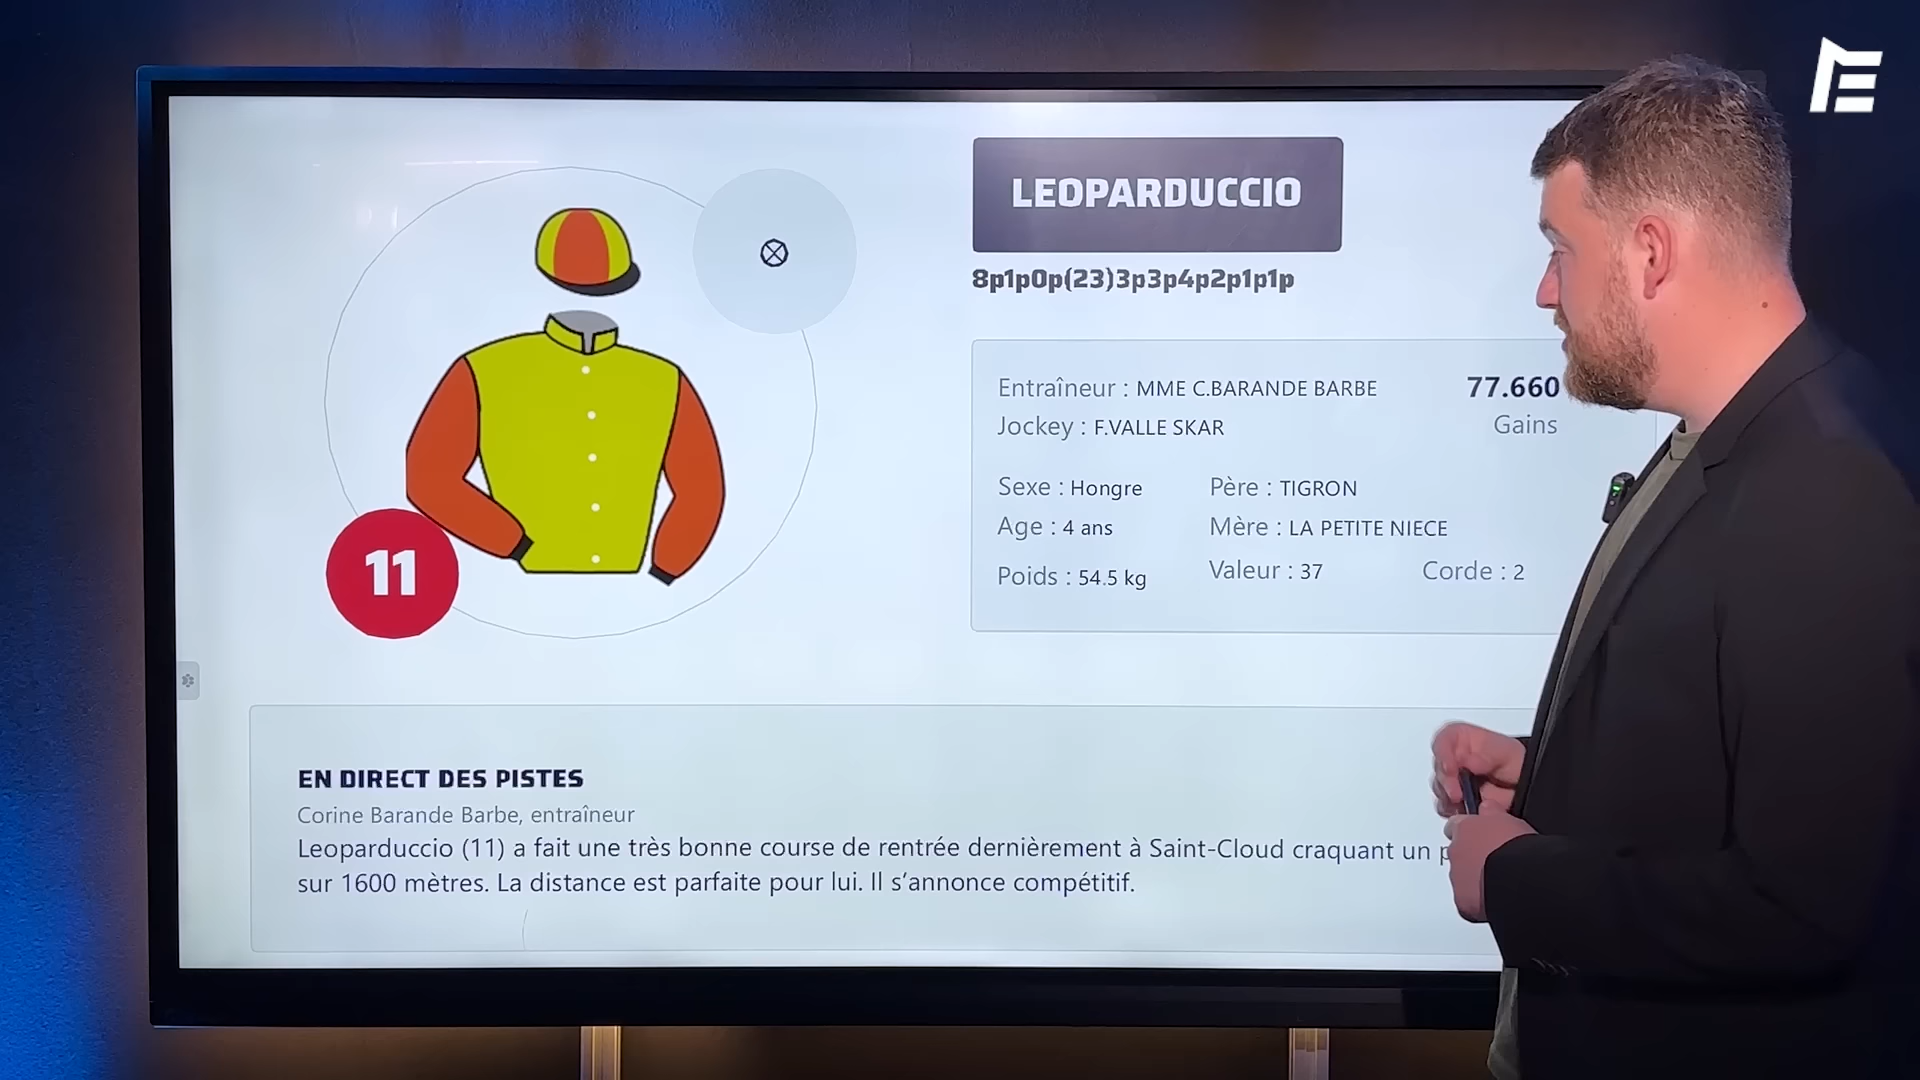 LEOPARDUCCIO
8p1p0p(23)3p3p4p2p1p1p
Entraîneur : MME C.BARANDE BARBE
77.660
Jockey : F.VALLE SKAR
Gains
Sexe : Hongre
Père : TIGRON
Age : 4 ans
Mère : LA PETITE NIECE
Poids : 54.5 kg
Valeur : 37
Corde : 2
11
EN DIRECT DES PISTES
Corine Barande Barbe, entraîneur
Leoparduccio (11) a fait une très bonne course de rentrée dernièrement à Saint-Cloud craquant un
sur 1600 mètres. La distance est parfaite pour lui. Il s'annonce compétitif.